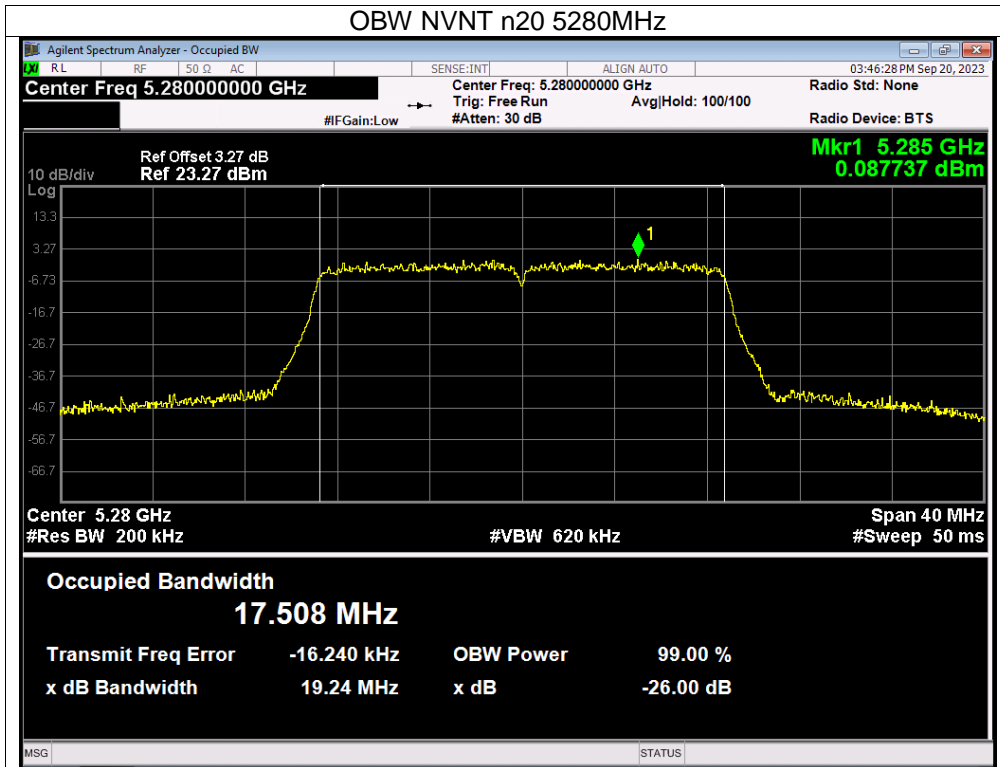 OBW NVNT n20 5280MHz
Agilent Spectrum Analyzer - Occupied BW
LXI RL RF 50 Ω AC SENSE:INT ALIGN AUTO 03:46:28 PM Sep 20, 2023
Center Freq 5.280000000 GHz Center Freq: 5.280000000 GHz Radio Std: None
Trig: Free Run Avg|Hold: 100/100
#IFGain:Low #Atten: 30 dB Radio Device: BTS
Mkr1 5.285 GHz
Ref Offset 3.27 dB
10 dB/div Ref 23.27 dBm 0.087737 dBm
Log
13.3
1
3.27
-6.73
-16.7
-26.7
-36.7
-46.7
-56.7
-66.7
Center 5.28 GHz Span 40 MHz
#Res BW 200 kHz #VBW 620 kHz #Sweep 50 ms
Occupied Bandwidth
17.508 MHz
Transmit Freq Error -16.240 kHz OBW Power 99.00 %
x dB Bandwidth 19.24 MHz x dB -26.00 dB
MSG STATUS